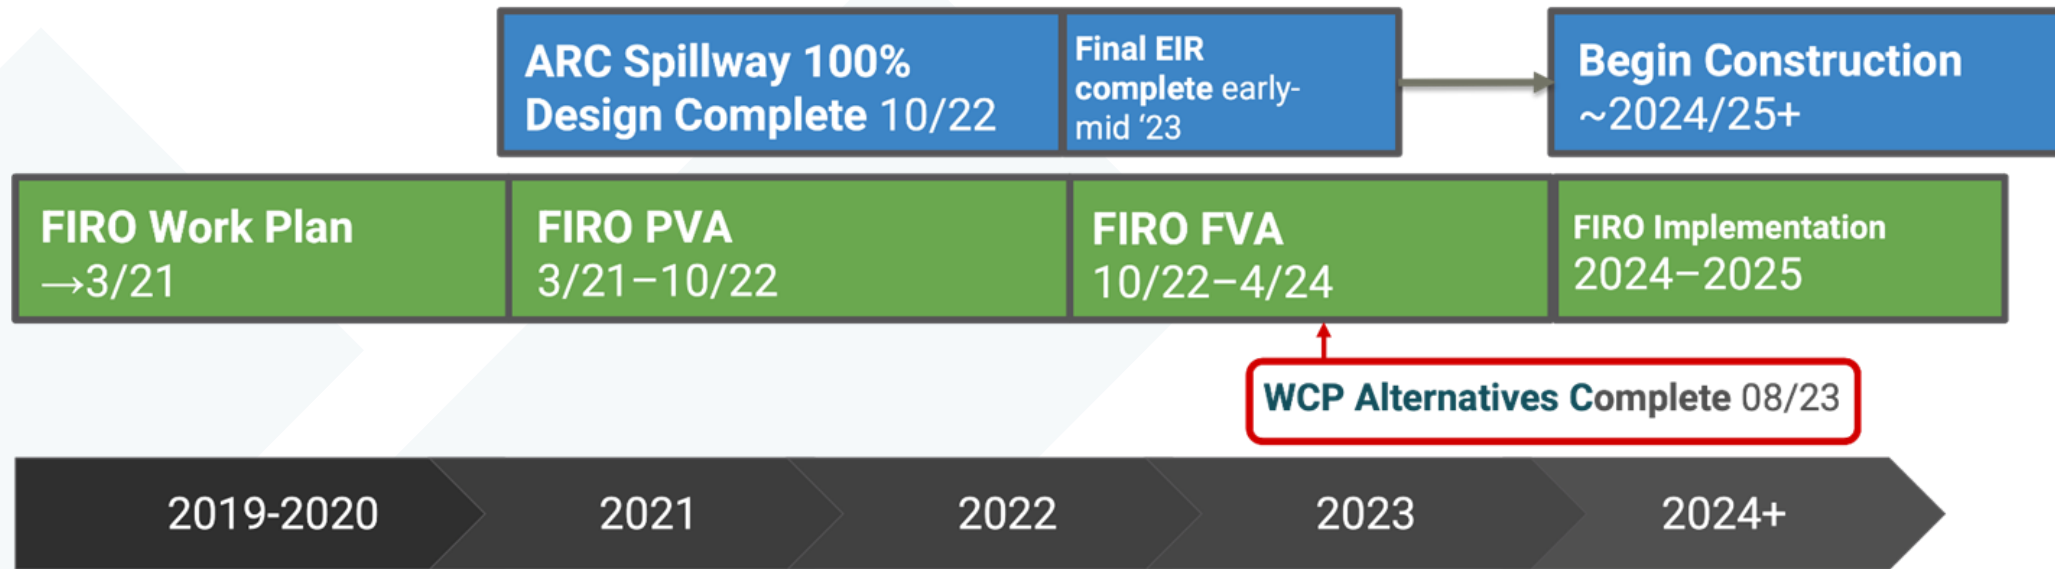 ARC Spillway 100%
Design Complete 10/22
Final EIR
complete early-
mid ‘23
Begin Construction
~2024/25+
FIRO Work Plan
→3/21
FIRO PVA
3/21–10/22
FIRO FVA
10/22–4/24
FIRO Implementation
2024–2025
WCP Alternatives Complete 08/23
2019-2020
2021
2022
2023
2024+